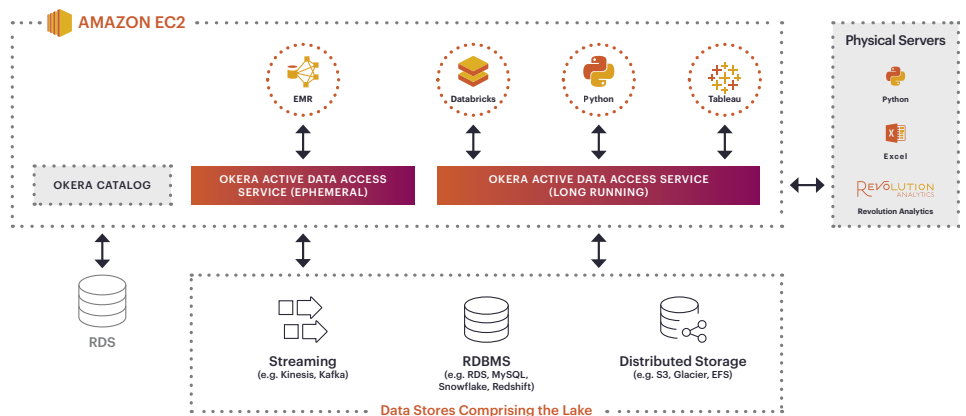 AMAZON EC2
EMR
Databricks
Python
Tableau
OKERA CATALOG
OKERA ACTIVE DATA ACCESS
SERVICE (EPHEMERAL)
OKERA ACTIVE DATA ACCESS SERVICE
(LONG RUNNING)
Physical Servers
Python
Excel
REVOLUTION
ANALYTICS
Revolution Analytics
RDS
Streaming
(e.g. Kinesis, Kafka)
RDBMS
(e.g. RDS, MySQL,
Snowflake, Redshift)
Distributed Storage
(e.g. S3, Glacier, EFS)
Data Stores Comprising the Lake